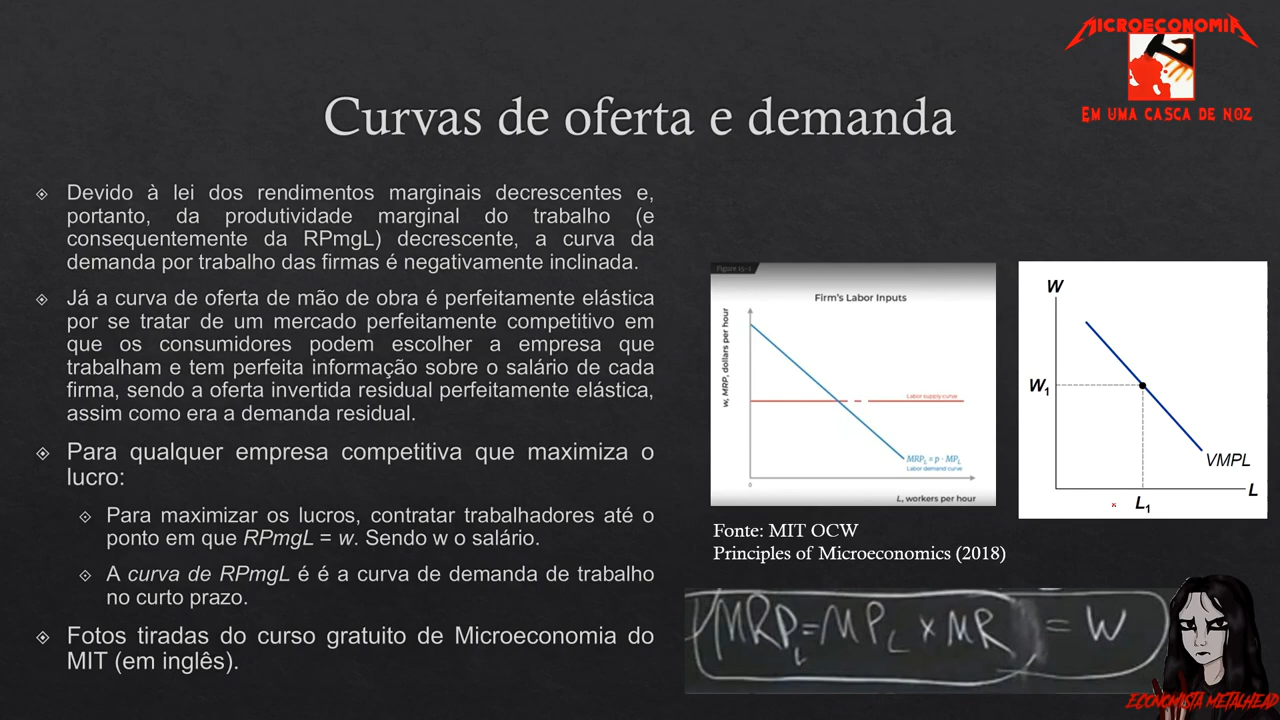 MICROECONOMIA
EM UMA CASCA DE NOZ
Curvas de oferta e demanda
Devido à lei dos rendimentos marginais decrescentes e,
portanto, da produtividade marginal do trabalho (e
consequentemente da RPmgL) decrescente, a curva da
demanda por trabalho das firmas é negativamente inclinada.
Já a curva de oferta de mão de obra é perfeitamente elástica
por se tratar de um mercado perfeitamente competitivo em
que os consumidores podem escolher a empresa que
trabalham e tem perfeita informação sobre o salário de cada
firma, sendo a oferta invertida residual perfeitamente elástica,
assim como era a demanda residual.
Para qualquer empresa competitiva que maximiza o
lucro:
Para maximizar os lucros, contratar trabalhadores até o
ponto em que RPmgL = w. Sendo w o salário.
A curva de RPmgL é é a curva de demanda de trabalho
no curto prazo.
Fotos tiradas do curso gratuito de Microeconomia do
MIT (em inglês).
Figure 15-1
Firm's Labor Inputs
w, MRP, dollars per hour
Labor supply curve
MRP_L = p · MP_L
Labor demand curve
0
L, workers per hour
W
W₁
VMPL
L
L₁
Fonte: MIT OCW
Principles of Microeconomics (2018)
MRP_L = MP_L × MR = W
ECONOMISTA METALHEAD